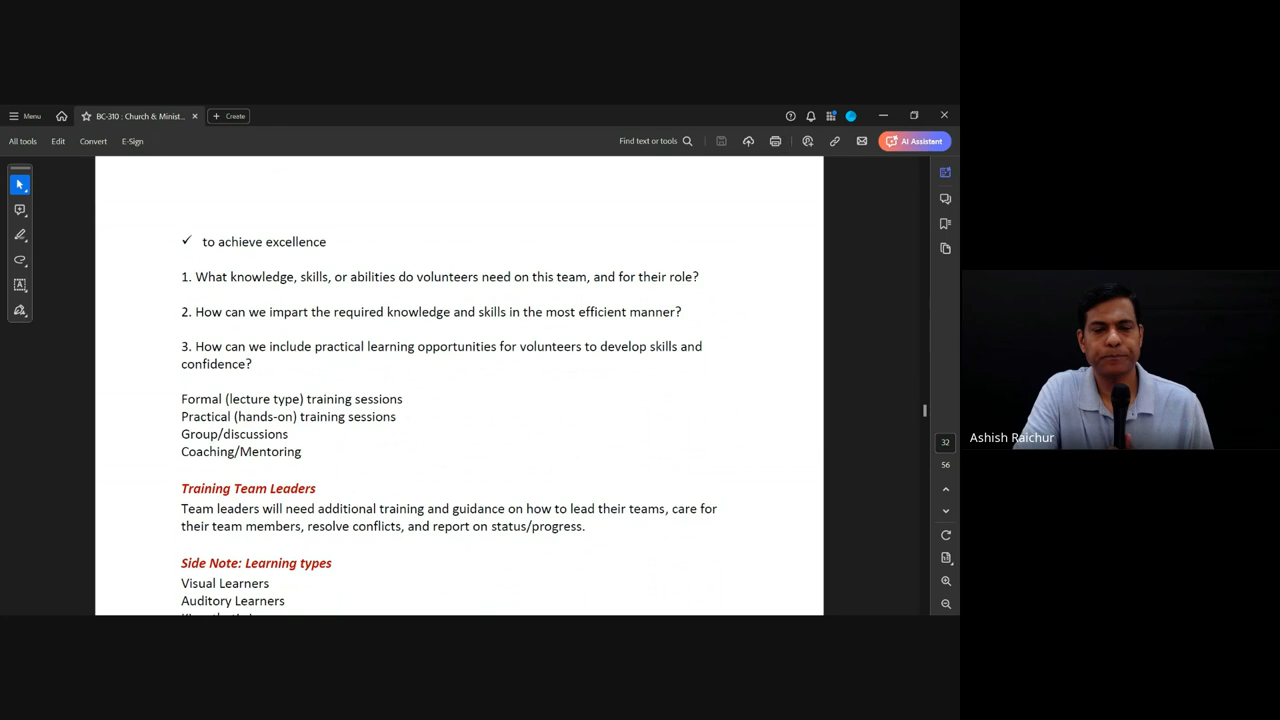 Menu
BC-310 : Church & Minist...
Create
All tools
Edit
Convert
E-Sign
Find text or tools
AI Assistant
✓ to achieve excellence
1. What knowledge, skills, or abilities do volunteers need on this team, and for their role?
2. How can we impart the required knowledge and skills in the most efficient manner?
3. How can we include practical learning opportunities for volunteers to develop skills and
confidence?
Formal (lecture type) training sessions
Practical (hands-on) training sessions
Group/discussions
Coaching/Mentoring
Training Team Leaders
Team leaders will need additional training and guidance on how to lead their teams, care for
their team members, resolve conflicts, and report on status/progress.
Side Note: Learning types
Visual Learners
Auditory Learners
32
56
Ashish Raichur